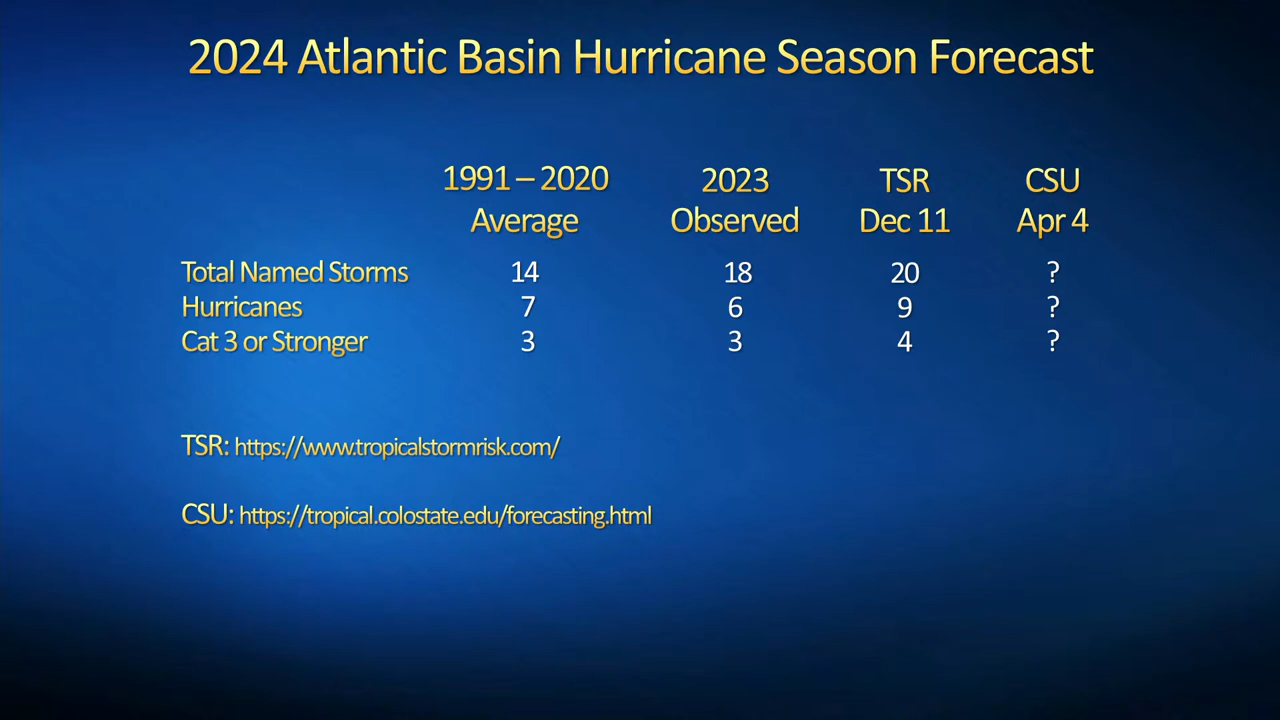 2024 Atlantic Basin Hurricane Season Forecast
1991 – 2020 2023 TSR CSU
Average Observed Dec 11 Apr 4
Total Named Storms 14 18 20 ?
Hurricanes 7 6 9 ?
Cat 3 or Stronger 3 3 4 ?
TSR: https://www.tropicalstormrisk.com/
CSU: https://tropical.colostate.edu/forecasting.html